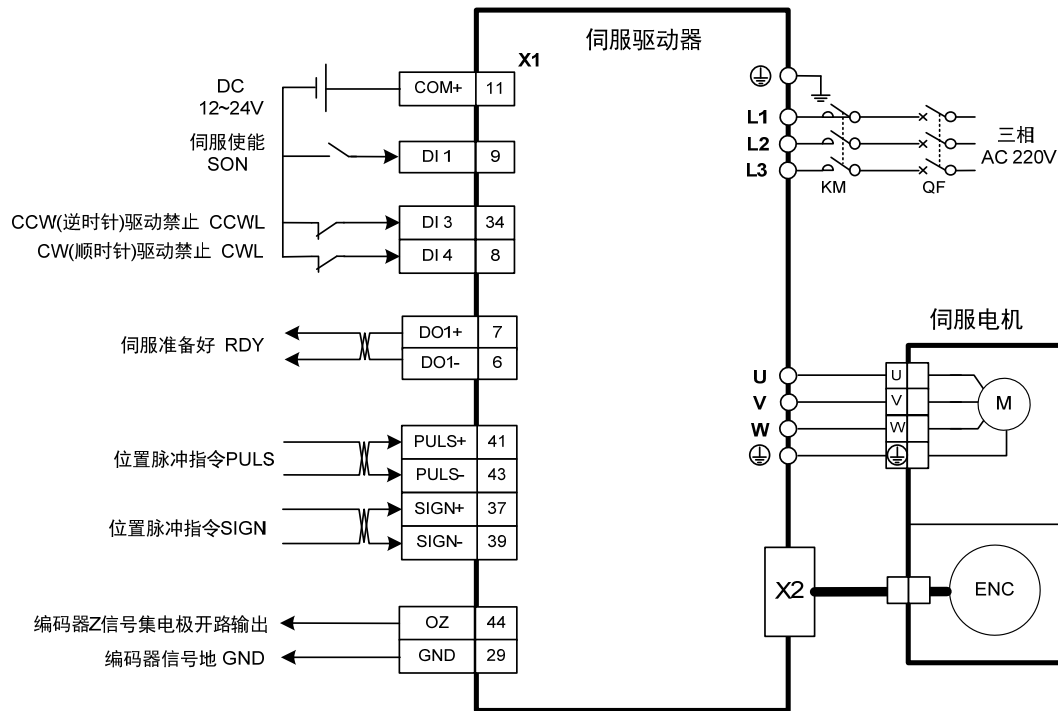 伺服驱动器
X1
DC
12~24V
COM+ 11
伺服使能
SON
DI 1 9
CCW(逆时针)驱动禁止 CCWL
DI 3 34
CW(顺时针)驱动禁止 CWL
DI 4 8
伺服准备好 RDY
DO1+ 7
DO1- 6
位置脉冲指令PULS
PULS+ 41
PULS- 43
位置脉冲指令SIGN
SIGN+ 37
SIGN- 39
编码器Z信号集电极开路输出
OZ 44
编码器信号地 GND
GND 29
L1
L2
L3
KM
QF
三相
AC 220V
伺服电机
U
V
W
U
V
W
M
X2
ENC